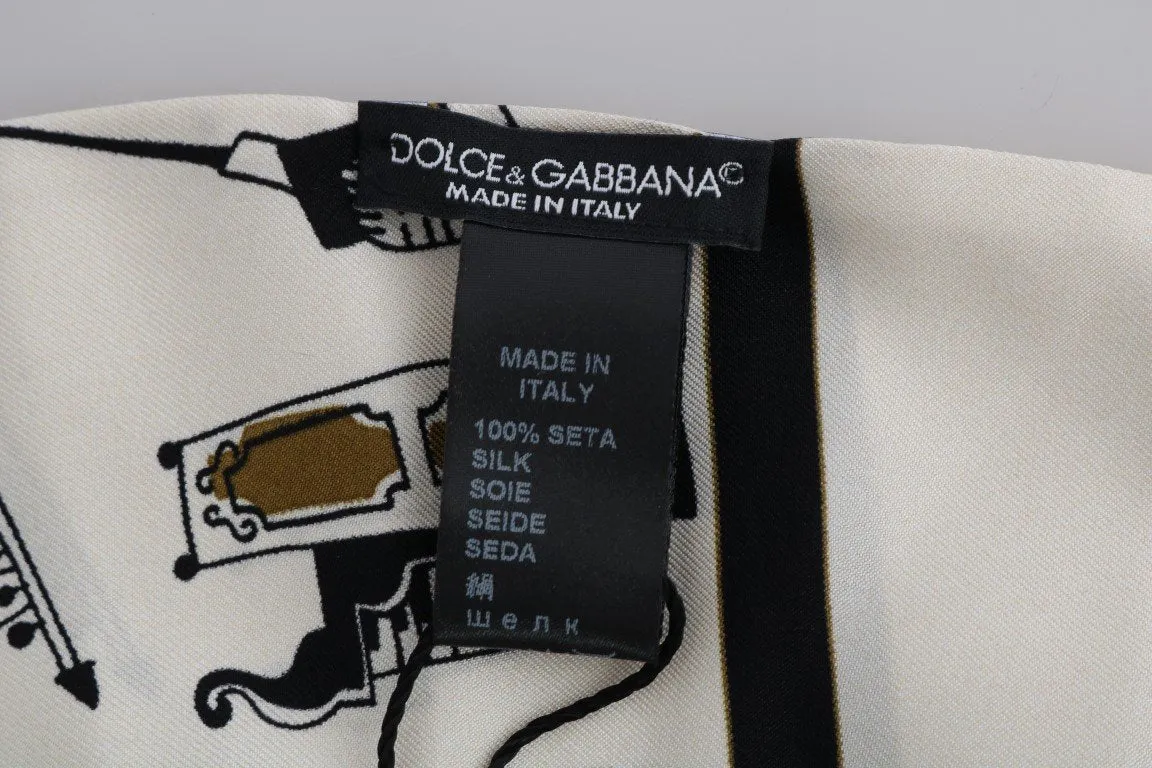 DOLCE & GABBANA©
MADE IN ITALY
MADE IN
ITALY
100% SETA
SILK
SOIE
SEIDE
SEDA
絹
шелк